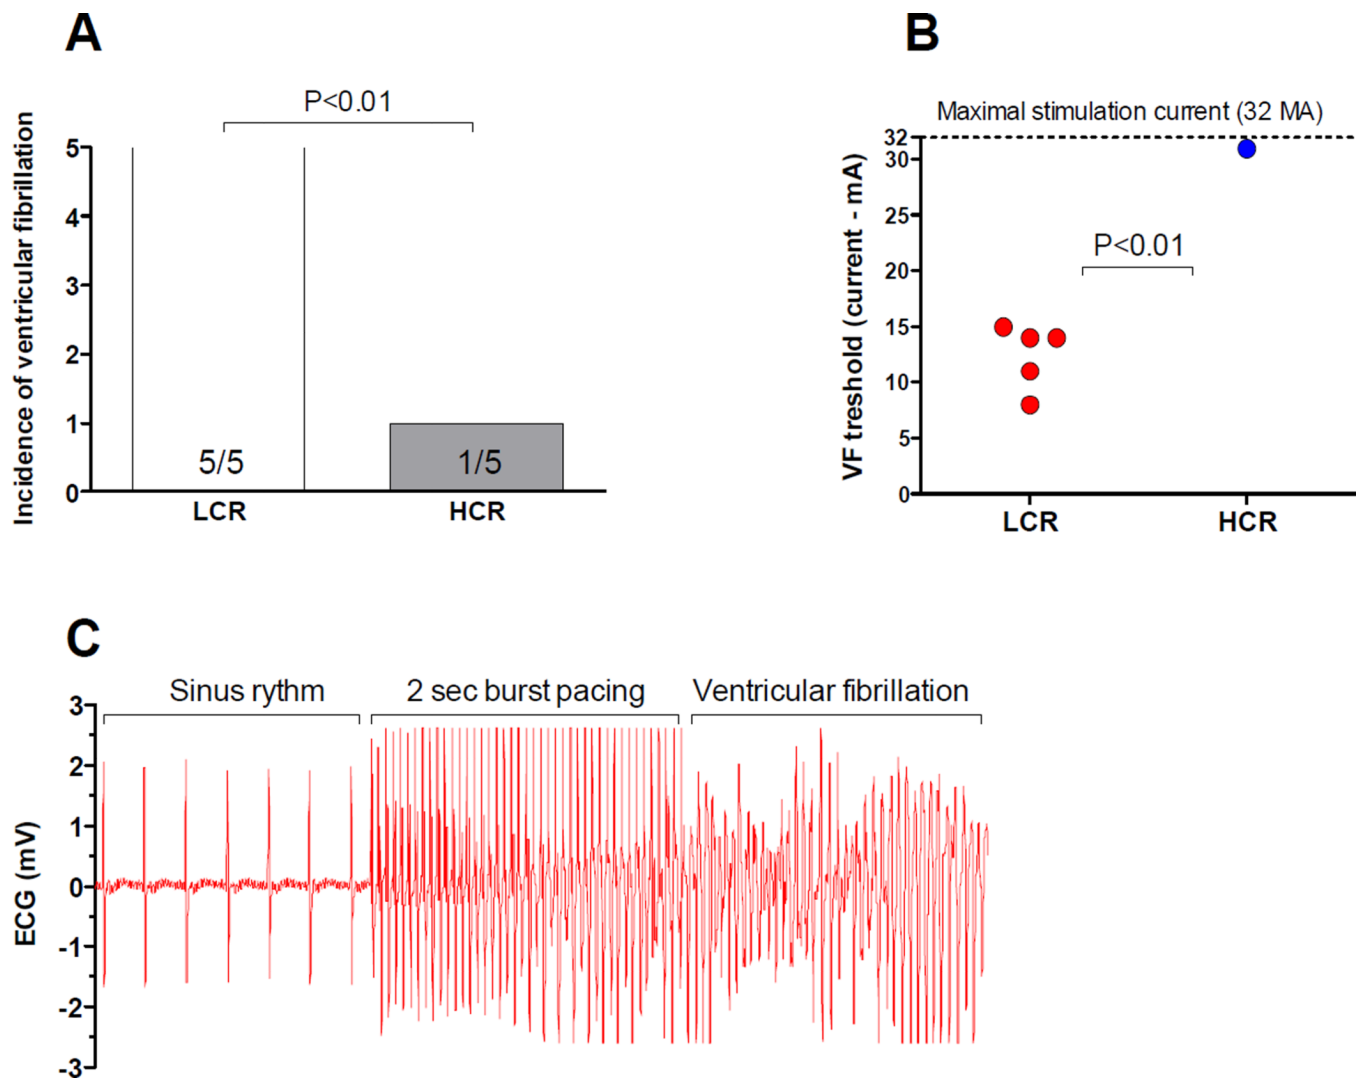 A
P<0.01
Incidence of ventricular fibrillation
5
4
3
2
1
0
5/5
1/5
LCR
HCR
B
Maximal stimulation current (32 MA)
VF treshold (current - mA)
32
30
25
20
15
10
5
0
P<0.01
LCR
HCR
C
Sinus rythm
2 sec burst pacing
Ventricular fibrillation
ECG (mV)
3
2
1
0
-1
-2
-3